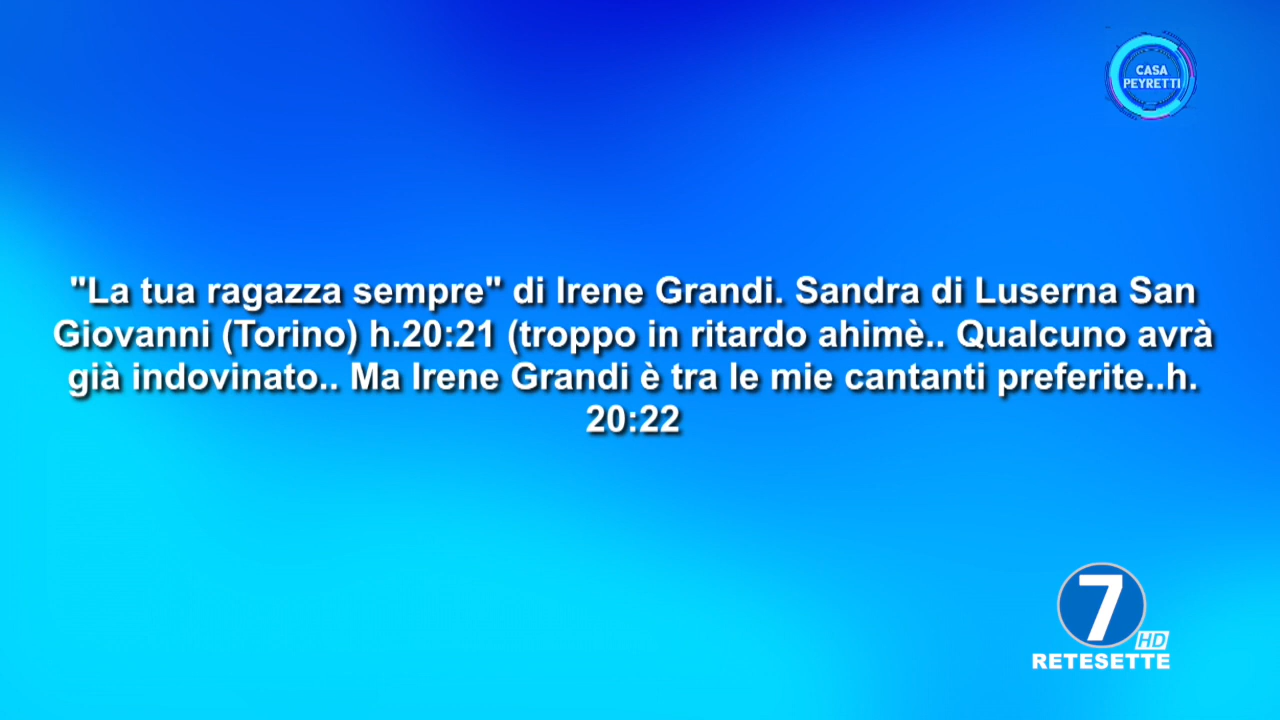 CASA
PEYRETTI
"La tua ragazza sempre" di Irene Grandi. Sandra di Luserna San
Giovanni (Torino) h.20:21 (troppo in ritardo ahimè.. Qualcuno avrà
già indovinato.. Ma Irene Grandi è tra le mie cantanti preferite..h.
20:22
7
HD
RETESETTE